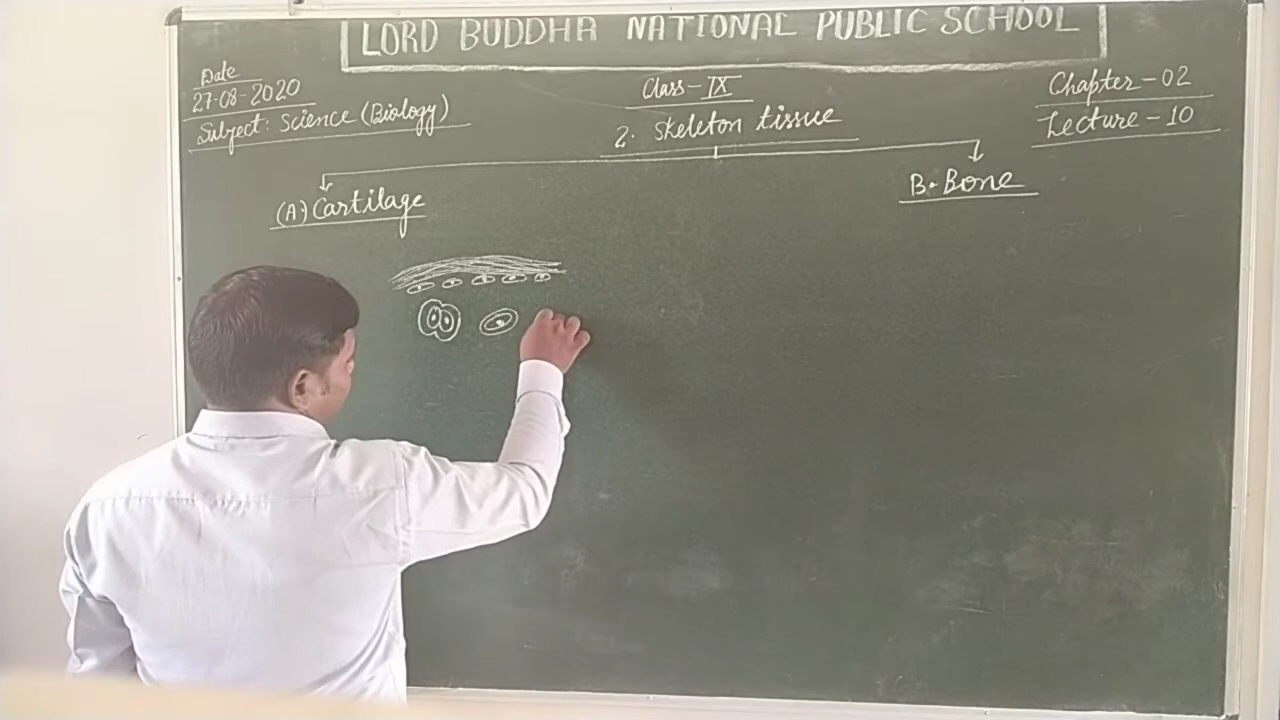 LORD BUDDHA NATIONAL PUBLIC SCHOOL
Date
27-08-2020
Subject: Science (Biology)
Class-IX
2. Skeleton tissue
Chapter-02
Lecture-10
(A) Cartilage
B. Bone